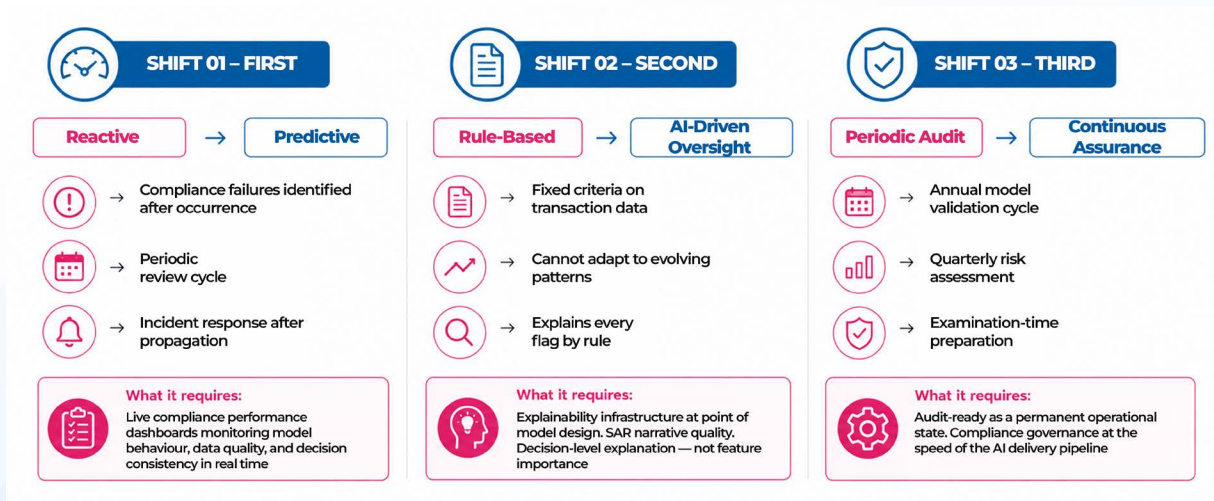 SHIFT 01 – FIRST
Reactive → Predictive
→ Compliance failures identified
after occurrence
→ Periodic
review cycle
→ Incident response after
propagation
What it requires:
Live compliance performance
dashboards monitoring model
behaviour, data quality, and decision
consistency in real time
SHIFT 02 – SECOND
Rule-Based → AI-Driven
Oversight
→ Fixed criteria on
transaction data
→ Cannot adapt to evolving
patterns
→ Explains every
flag by rule
What it requires:
Explainability infrastructure at point of
model design. SAR narrative quality.
Decision-level explanation — not feature
importance
SHIFT 03 – THIRD
Periodic Audit → Continuous
Assurance
→ Annual model
validation cycle
→ Quarterly risk
assessment
→ Examination-time
preparation
What it requires:
Audit-ready as a permanent operational
state. Compliance governance at the
speed of the AI delivery pipeline